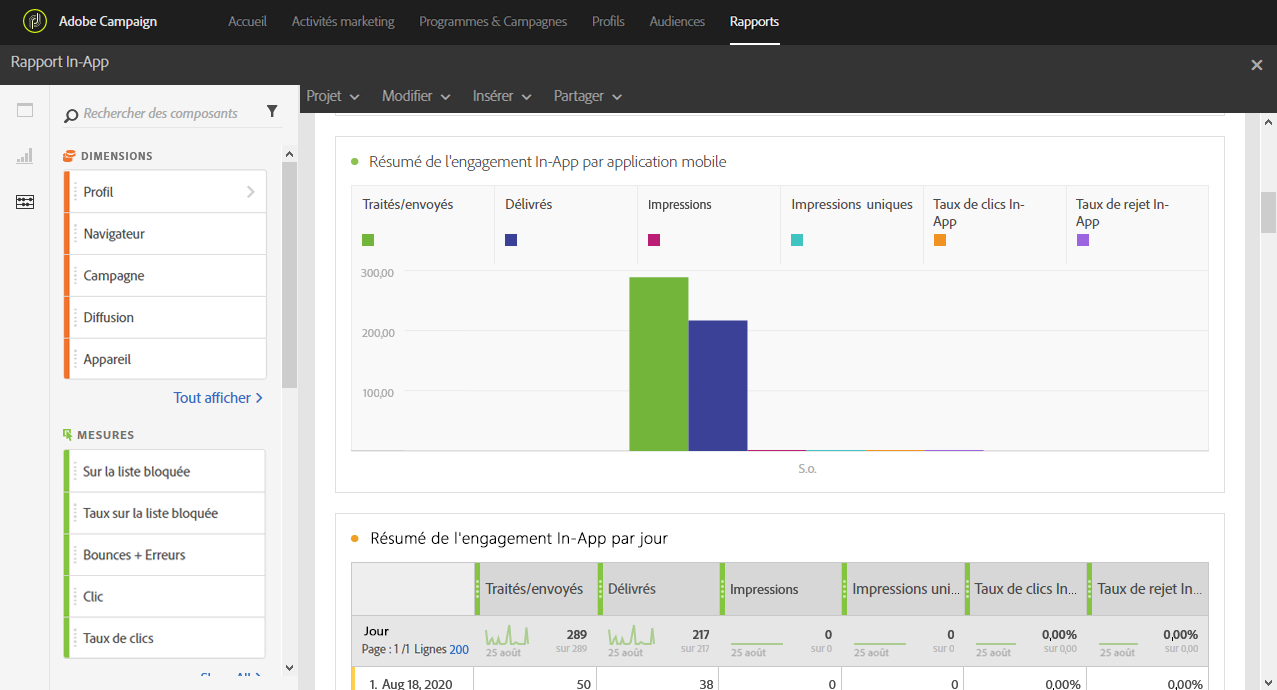 Adobe Campaign
Accueil
Activités marketing
Programmes & Campagnes
Profils
Audiences
Rapports
Rapport In-App
Rechercher des composants
DIMENSIONS
Profil
Navigateur
Campagne
Diffusion
Appareil
Tout afficher
MESURES
Sur la liste bloquée
Taux sur la liste bloquée
Bounces + Erreurs
Clic
Taux de clics
Show All
Projet
Modifier
Insérer
Partager
Résumé de l'engagement In-App par application mobile
Traités/envoyés
Délivrés
Impressions
Impressions uniques
Taux de clics In-
App
Taux de rejet In-
App
300,00
200,00
100,00
S.o.
Résumé de l'engagement In-App par jour
Traités/envoyés
Délivrés
Impressions
Impressions uni...
Taux de clics In...
Taux de rejet In...
Jour
Page : 1 /1 Lignes 200
25 août
289
sur 289
25 août
217
sur 217
25 août
0
sur 0
25 août
0
sur 0
25 août
0,00%
sur 0,00
25 août
0,00%
sur 0,00
1. Aug 18, 2020
50
38
0
0
0,00%
0,00%